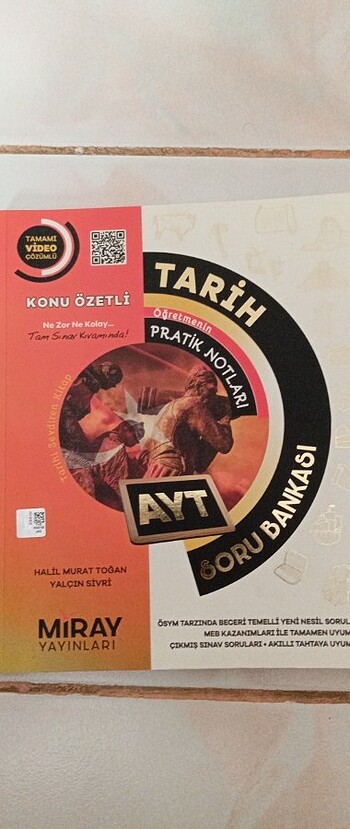 TAMAMI
VİDEO
ÇÖZÜMLÜ
KONU ÖZETLİ
Ne Zor Ne Kolay...
Tam Sınav Kıvamında!
TARİH
Öğretmenin
PRATİK NOTLARI
Tarihi Sevdiren Kitap
AYT
SORU BANKASI
HALİL MURAT TOĞAN
YALÇIN SİVRİ
MİRAY
YAYINLARI
ÖSYM TARZINDA BECERİ TEMELLİ YENİ NESİL SORUL
MEB KAZANIMLARI İLE TAMAMEN UYUM
ÇIKMIŞ SINAV SORULARI • AKILLI TAHTAYA UYUM